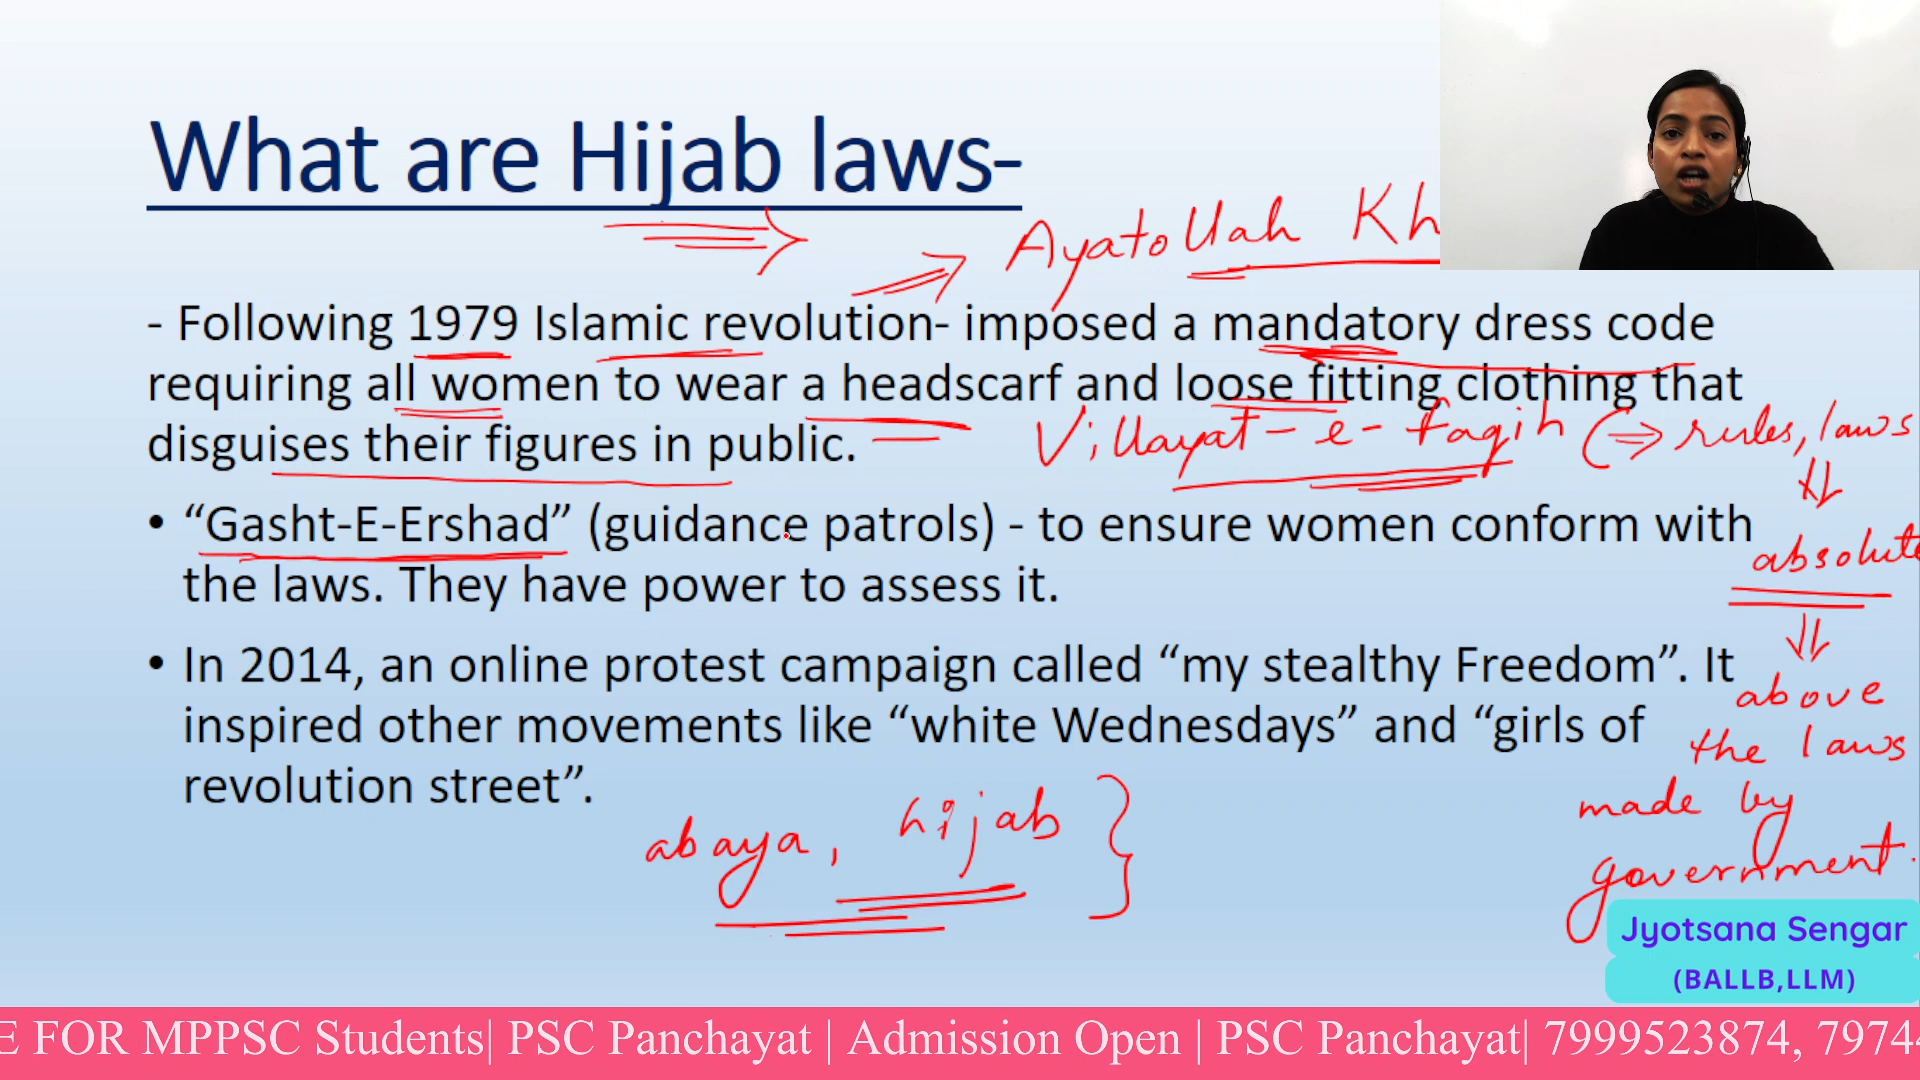 What are Hijab laws-
Ayatollah Kh
- Following 1979 Islamic revolution- imposed a mandatory dress code
requiring all women to wear a headscarf and loose fitting clothing that
disguises their figures in public.
Villayat-e-faqih (⇒ rules, laws
• “Gasht-E-Ershad” (guidance patrols) - to ensure women conform with
the laws. They have power to assess it.
absolute
• In 2014, an online protest campaign called “my stealthy Freedom”. It
inspired other movements like “white Wednesdays” and “girls of
revolution street”.
above
the laws
made by
government.
abaya, hijab }
Jyotsana Sengar
(BALLB,LLM)
E FOR MPPSC Students| PSC Panchayat | Admission Open | PSC Panchayat| 7999523874, 7974